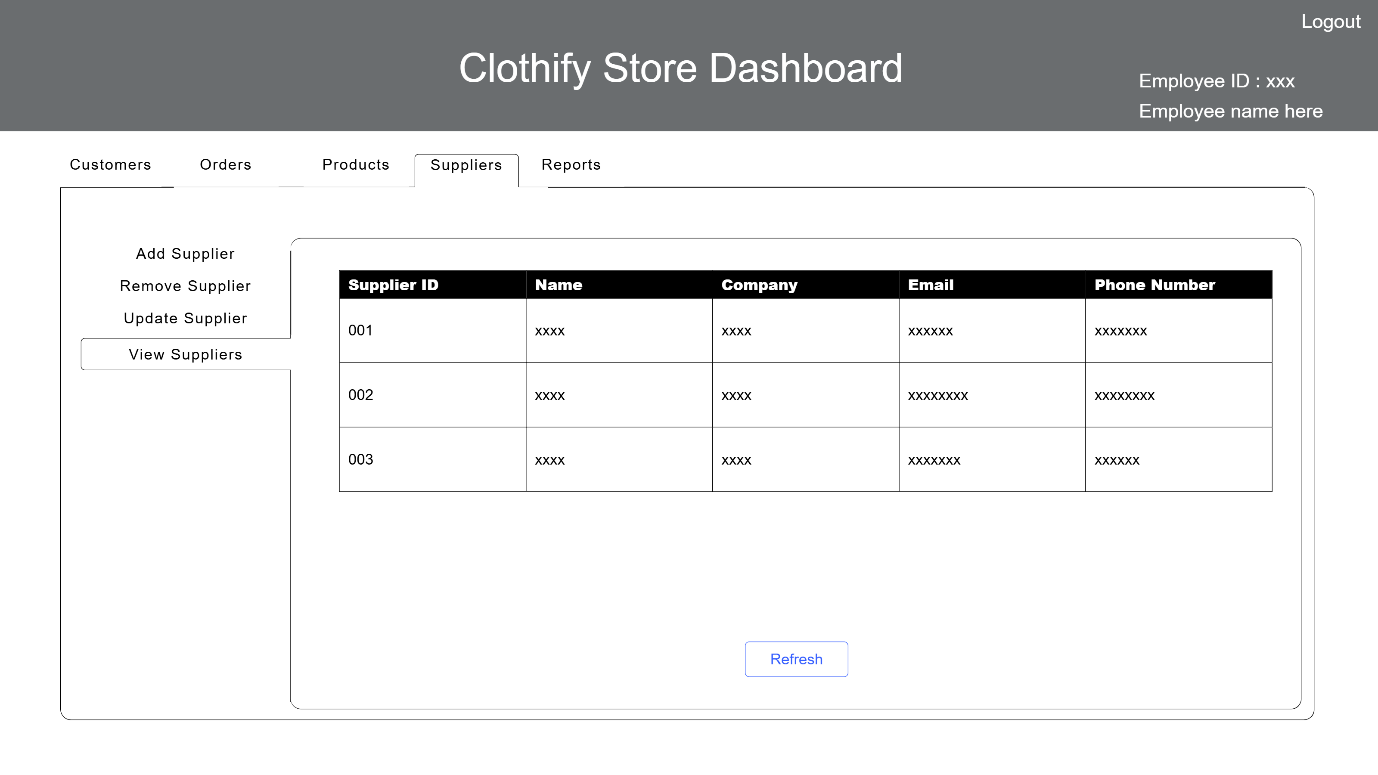 Logout
Clothify Store Dashboard
Employee ID : xxx
Employee name here
Customers Orders Products Suppliers Reports
Add Supplier
Remove Supplier
Update Supplier
View Suppliers
Supplier ID Name Company Email Phone Number
001 xxxx xxxx xxxxxx xxxxxxx
002 xxxx xxxx xxxxxxxx xxxxxxxx
003 xxxx xxxx xxxxxxx xxxxxx
Refresh